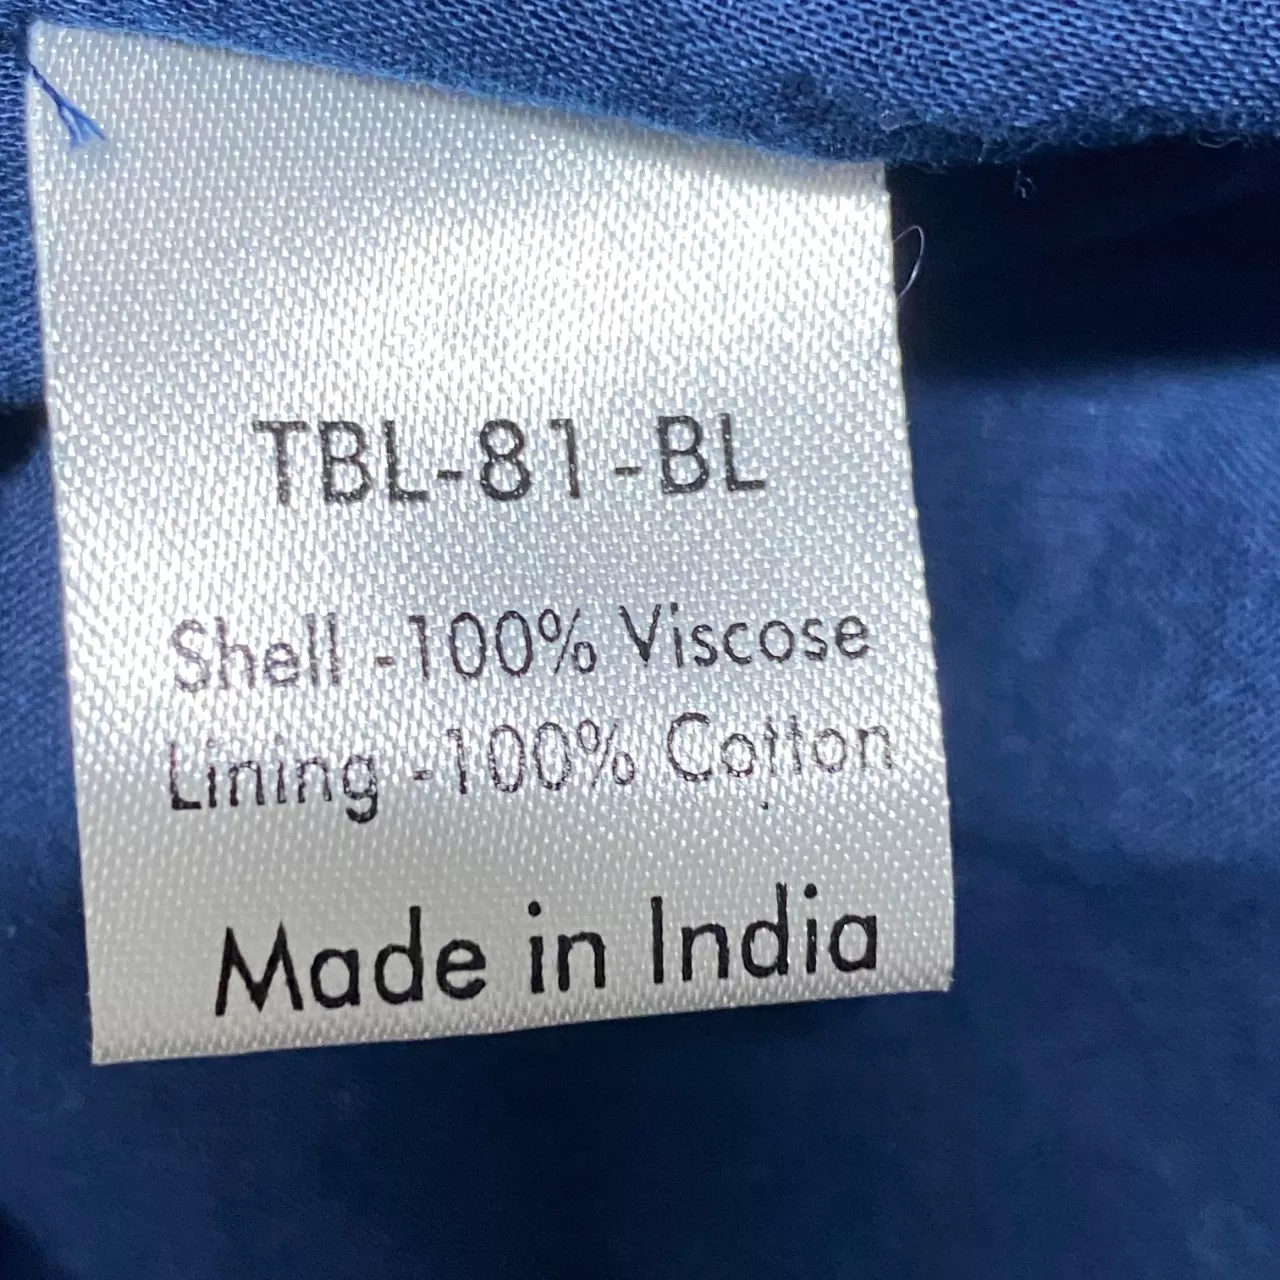 TBL-81-BL
Shell -100% Viscose
Lining -100% Cotton
Made in India